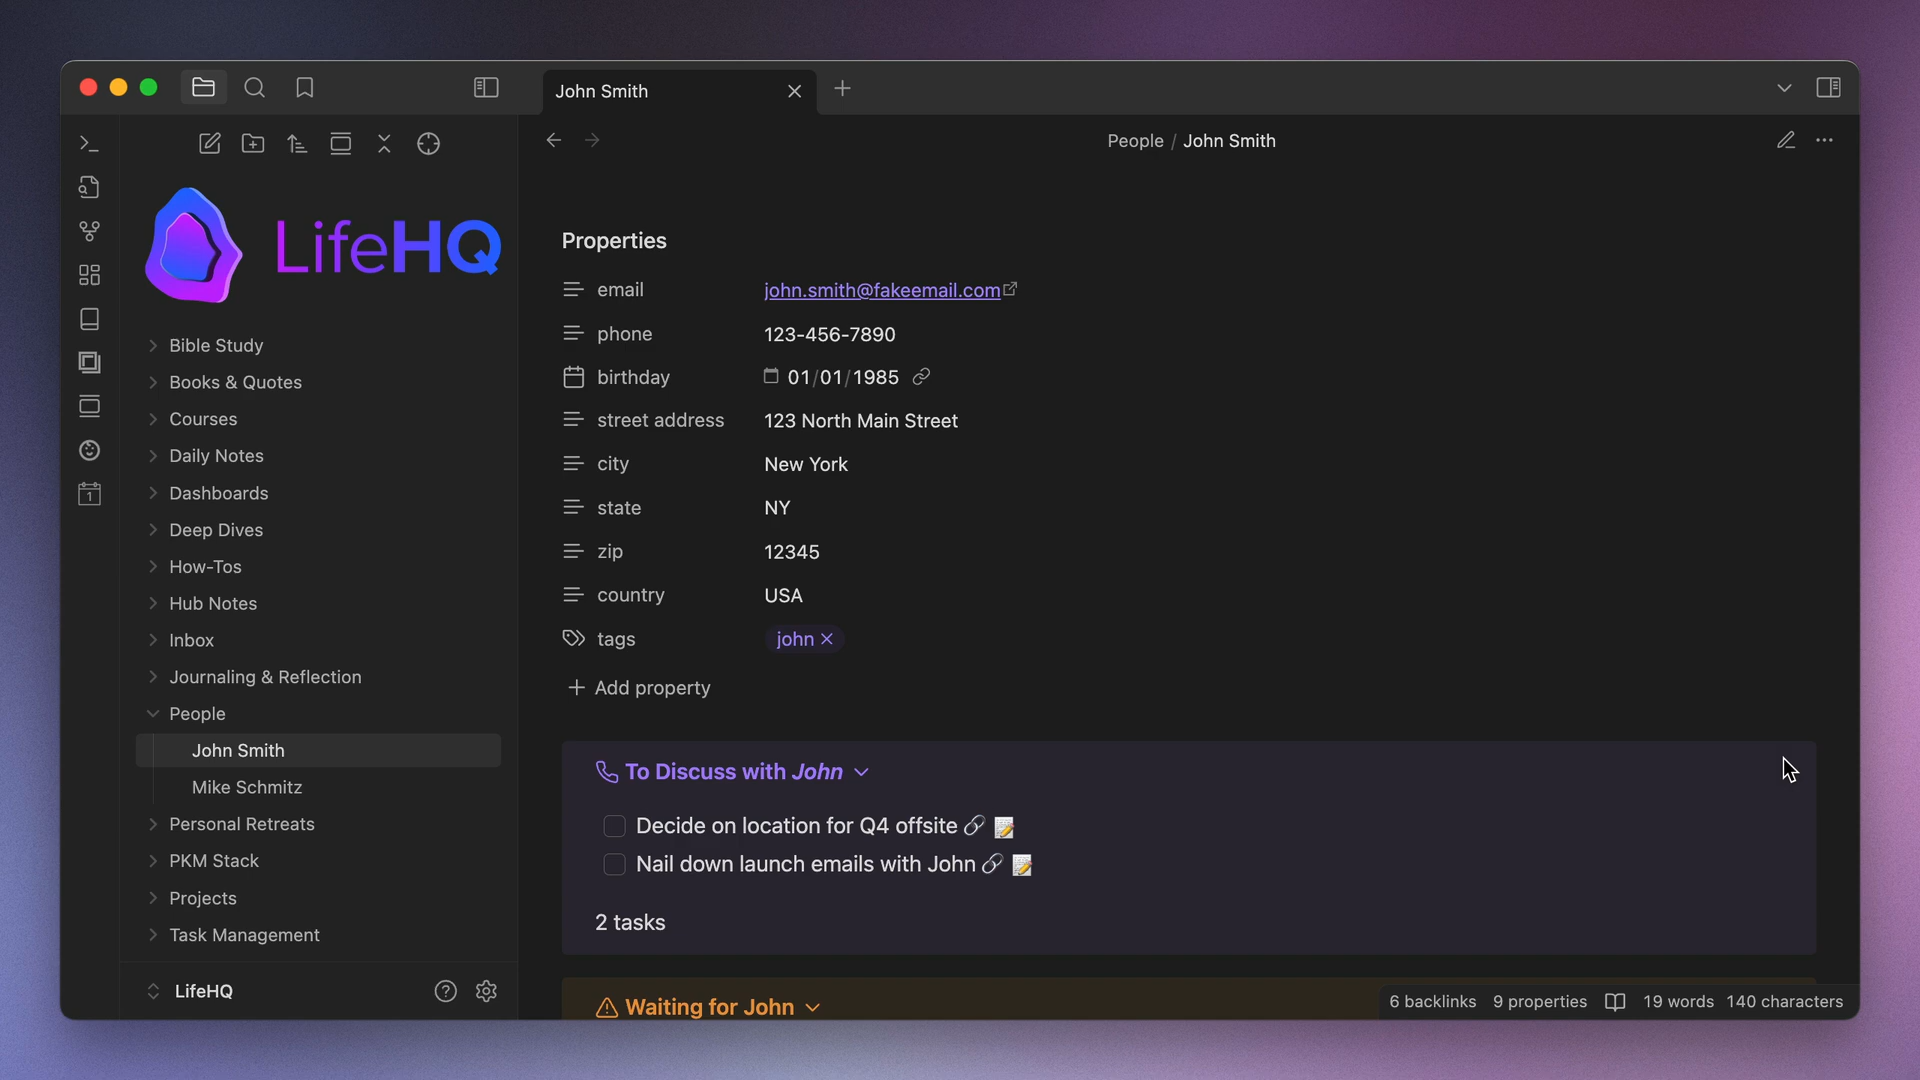 John Smith
People / John Smith
LifeHQ
Bible Study
Books & Quotes
Courses
Daily Notes
Dashboards
Deep Dives
How-Tos
Hub Notes
Inbox
Journaling & Reflection
People
John Smith
Mike Schmitz
Personal Retreats
PKM Stack
Projects
Task Management
LifeHQ
1
Properties
email john.smith@fakeemail.com
phone 123-456-7890
birthday 01/01/1985
street address 123 North Main Street
city New York
state NY
zip 12345
country USA
tags john
Add property
To Discuss with John
Decide on location for Q4 offsite
Nail down launch emails with John
2 tasks
Waiting for John
6 backlinks 9 properties 19 words 140 characters